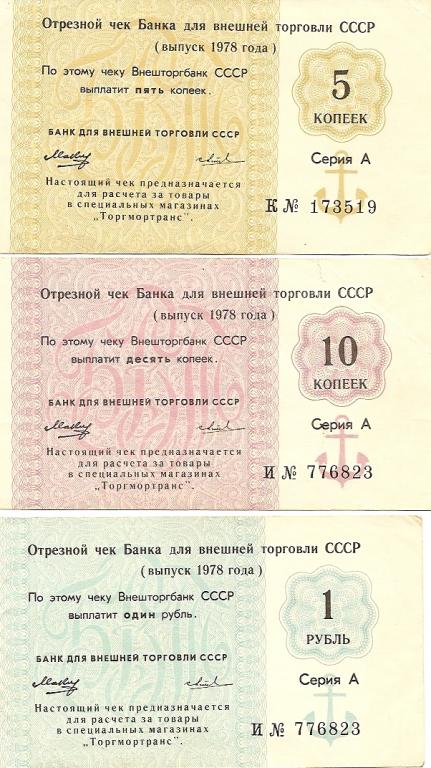 Отрезной чек Банка для внешней торговли СССР
(выпуск 1978 года)
По этому чеку Внешторгбанк СССР
выплатит пять копеек.
5
КОПЕЕК
БАНК ДЛЯ ВНЕШНЕЙ ТОРГОВЛИ СССР
Серия А
Настоящий чек предназначается
для расчета за товары
в специальных магазинах
„Торгмортранс".
К № 173519
Отрезной чек Банка для внешней торговли СССР
(выпуск 1978 года)
По этому чеку Внешторгбанк СССР
выплатит десять копеек.
10
КОПЕЕК
БАНК ДЛЯ ВНЕШНЕЙ ТОРГОВЛИ СССР
Серия А
Настоящий чек предназначается
для расчета за товары
в специальных магазинах
„Торгмортранс".
И № 776823
Отрезной чек Банка для внешней торговли СССР
(выпуск 1978 года)
По этому чеку Внешторгбанк СССР
выплатит один рубль.
1
РУБЛЬ
БАНК ДЛЯ ВНЕШНЕЙ ТОРГОВЛИ СССР
Серия А
Настоящий чек предназначается
для расчета за товары
в специальных магазинах
„Торгмортранс".
И № 776823